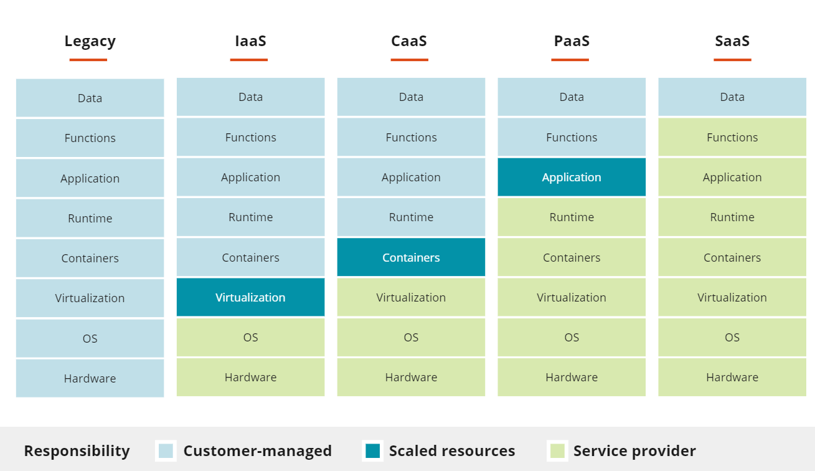 Legacy IaaS CaaS PaaS SaaS
Data Data Data Data Data
Functions Functions Functions Functions Functions
Application Application Application Application Application
Runtime Runtime Runtime Runtime Runtime
Containers Containers Containers Containers Containers
Virtualization Virtualization Virtualization Virtualization Virtualization
OS OS OS OS OS
Hardware Hardware Hardware Hardware Hardware
Responsibility Customer-managed Scaled resources Service provider